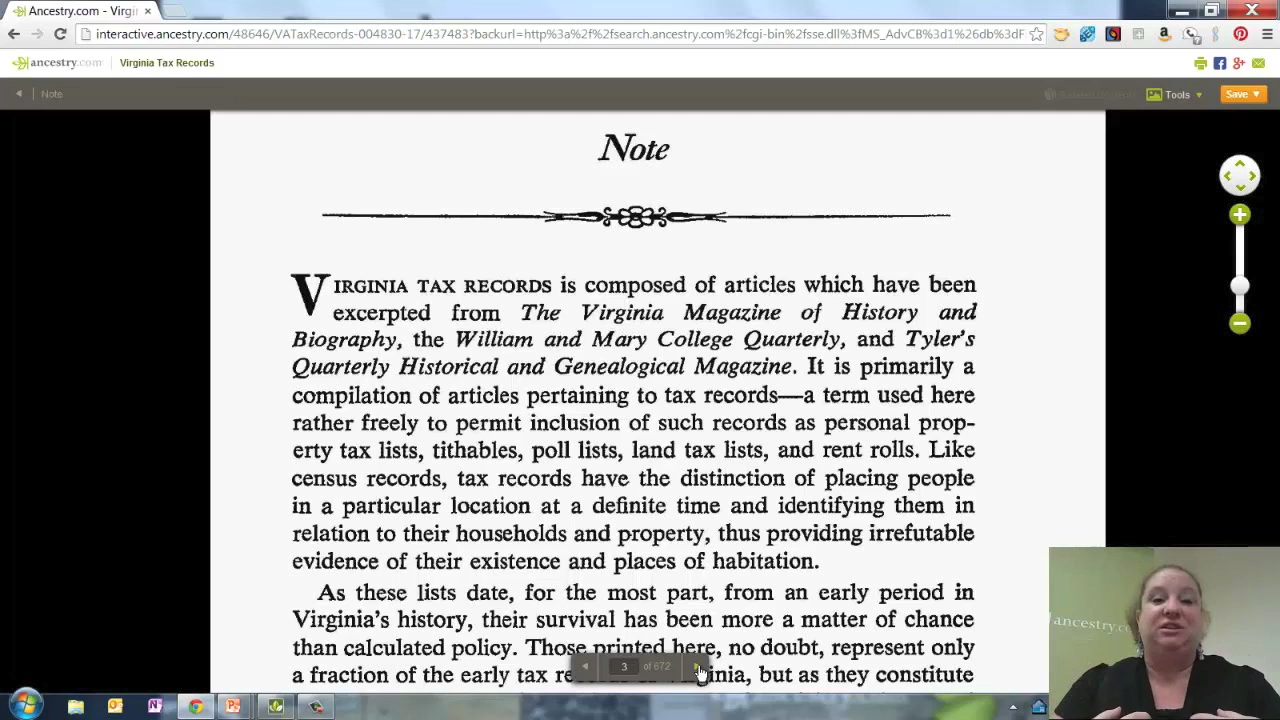 Ancestry.com - Virgi
interactive.ancestry.com/48646/VATaxRecords-004830-17/437483?backurl=http%3a%2f%2fsearch.ancestry.com%2fcgi-bin%2fsse.dll%3fMS_AdvCB%3d1%26db%3dF
ancestry.com
Virginia Tax Records
Note
Tools
Save
Note
VIRGINIA TAX RECORDS is composed of articles which have been
excerpted from The Virginia Magazine of History and
Biography, the William and Mary College Quarterly, and Tyler's
Quarterly Historical and Genealogical Magazine. It is primarily a
compilation of articles pertaining to tax records—a term used here
rather freely to permit inclusion of such records as personal prop-
erty tax lists, tithables, poll lists, land tax lists, and rent rolls. Like
census records, tax records have the distinction of placing people
in a particular location at a definite time and identifying them in
relation to their households and property, thus providing irrefutable
evidence of their existence and places of habitation.
As these lists date, for the most part, from an early period in
Virginia's history, their survival has been more a matter of chance
than calculated policy. Those printed here, no doubt, represent only
a fraction of the early tax records of Virginia, but as they constitute
3 of 672
ancestry.com